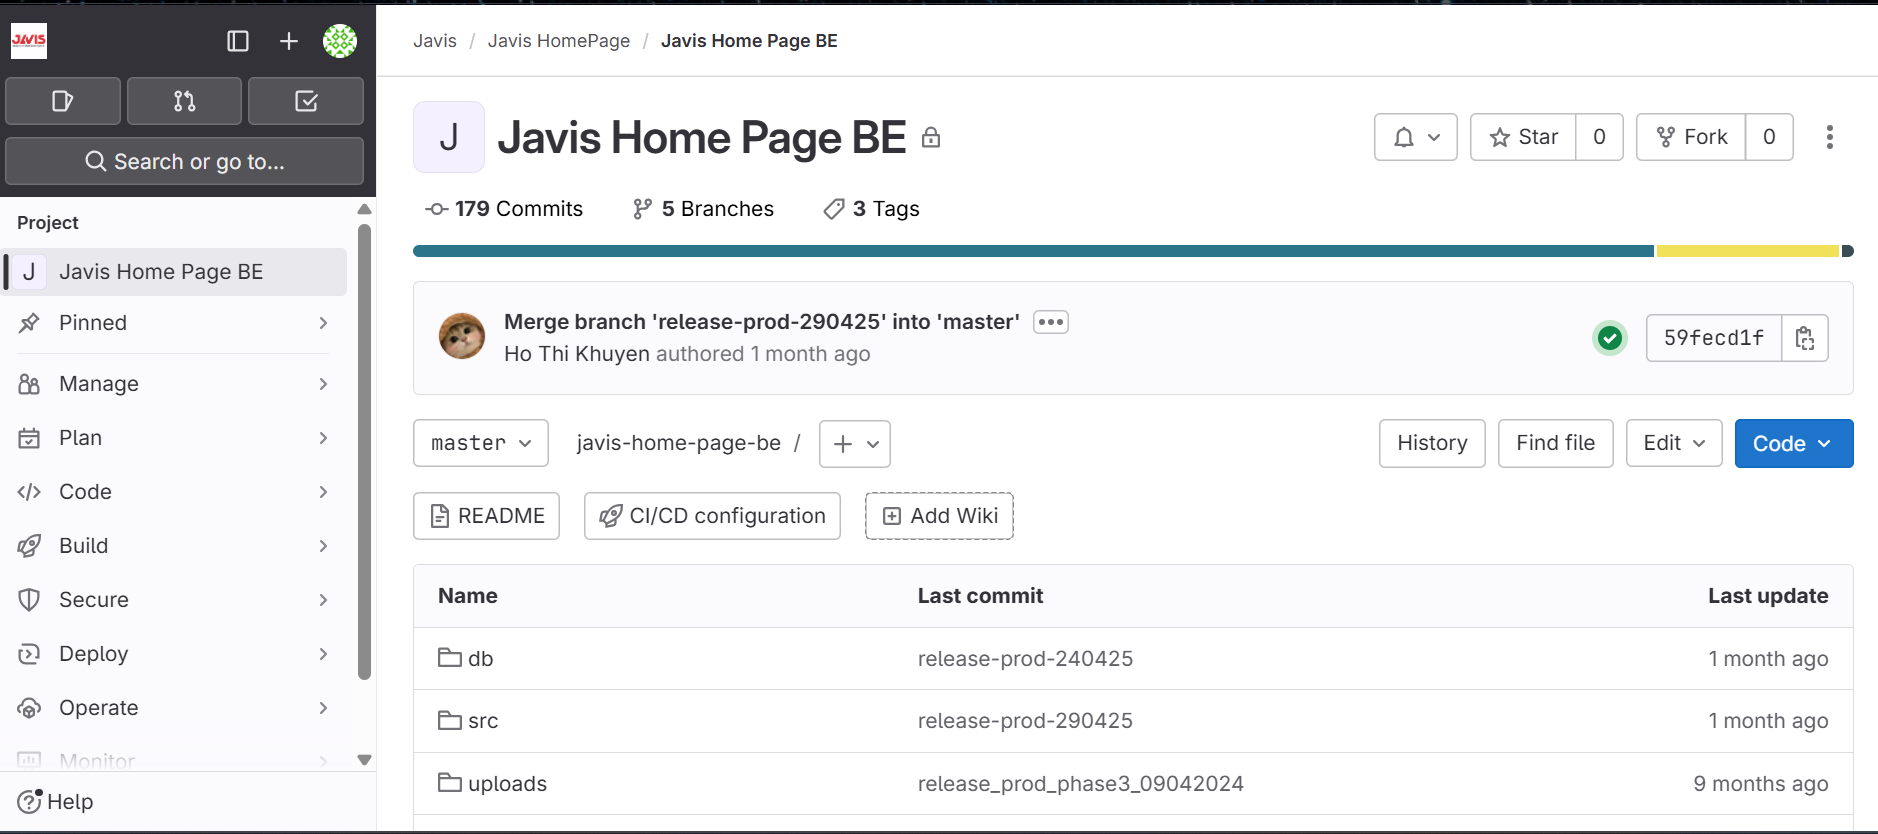 JAVIS
Search or go to...
Project
J Javis Home Page BE
Pinned
Manage
Plan
Code
Build
Secure
Deploy
Operate
Monitor
Help
Javis / Javis HomePage / Javis Home Page BE
J Javis Home Page BE
Star 0 Fork 0
179 Commits 5 Branches 3 Tags
Merge branch 'release-prod-290425' into 'master'
Ho Thi Khuyen authored 1 month ago
59fecd1f
master javis-home-page-be / History Find file Edit Code
README CI/CD configuration Add Wiki
Name Last commit Last update
db release-prod-240425 1 month ago
src release-prod-290425 1 month ago
uploads release_prod_phase3_09042024 9 months ago